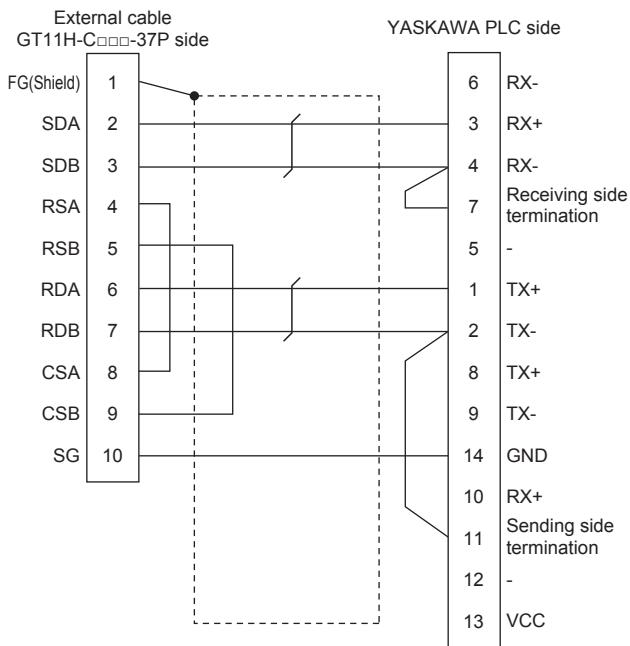 External cable
GT11H-C□□□-37P side
YASKAWA PLC side
FG(Shield) 1
SDA 2
SDB 3
RSA 4
RSB 5
RDA 6
RDB 7
CSA 8
CSB 9
SG 10
6 RX-
3 RX+
4 RX-
7 Receiving side
termination
5 -
1 TX+
2 TX-
8 TX+
9 TX-
14 GND
10 RX+
11 Sending side
termination
12 -
13 VCC